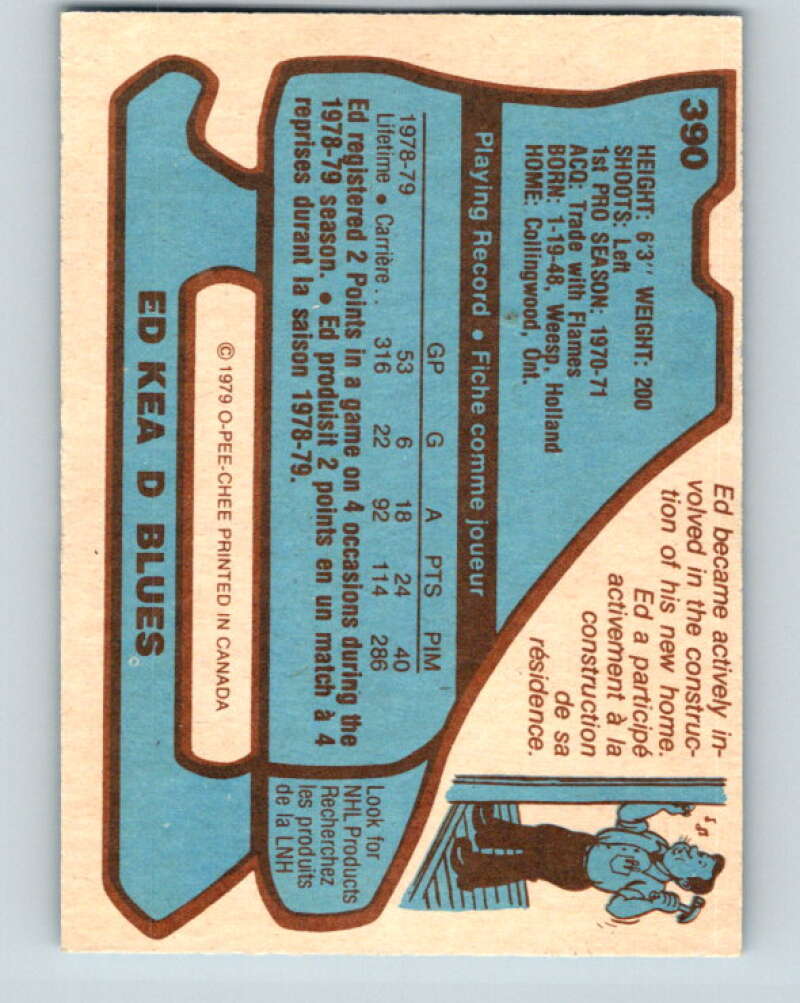 390
HEIGHT: 6'3" WEIGHT: 200
SHOOTS: Left
1st PRO SEASON: 1970-71
ACQ: Trade with Flames
BORN: 1-19-48, Weesp, Holland
HOME: Collingwood, Ont.
Ed became actively in-
volved in the construc-
tion of his new home.
Ed a participé
activement à la
construction
de sa
résidence.
Playing Record • Fiche comme joueur
GP G A PTS PIM
1978-79 53 6 18 24 40
Lifetime • Carrière . . 316 22 92 114 286
Ed registered 2 Points in a game on 4 occasions during the
1978-79 season. • Ed produisit 2 points en un match à 4
reprises durant la saison 1978-79.
Look for
NHL Products
Recherchez
les produits
de la LNH
© 1979 O-PEE-CHEE PRINTED IN CANADA
ED KEA D BLUES